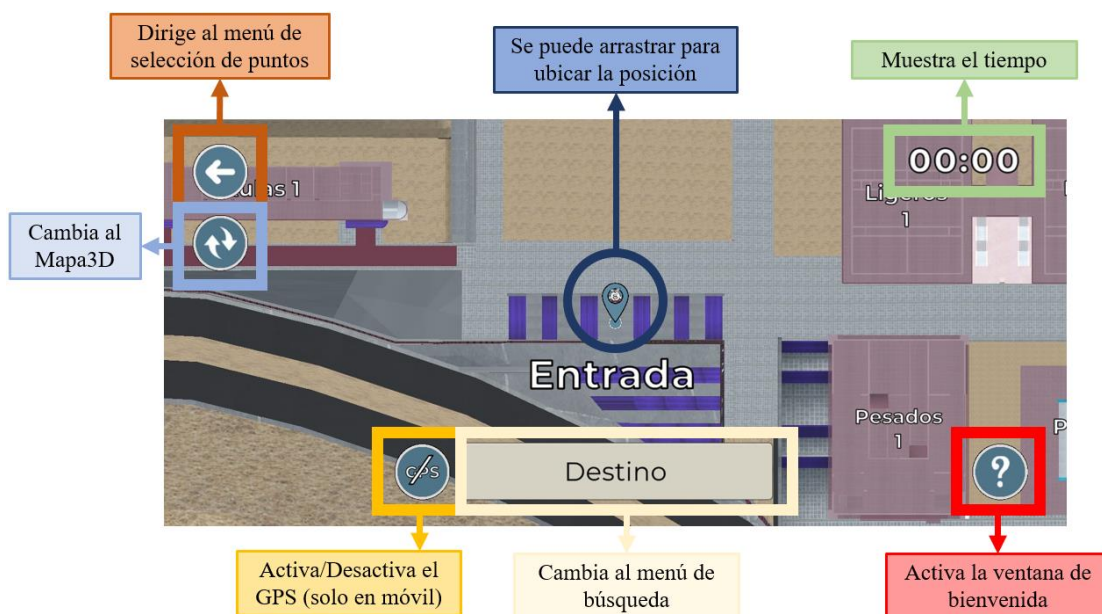 Dirige al menú de
selección de puntos
Se puede arrastrar para
ubicar la posición
Muestra el tiempo
00:00
ulas 1
Ligeros
1
Cambia al
Mapa3D
Entrada
Pesados
1
P
GPS
Destino
?
Activa/Desactiva el
GPS (solo en móvil)
Cambia al menú de
búsqueda
Activa la ventana de
bienvenida